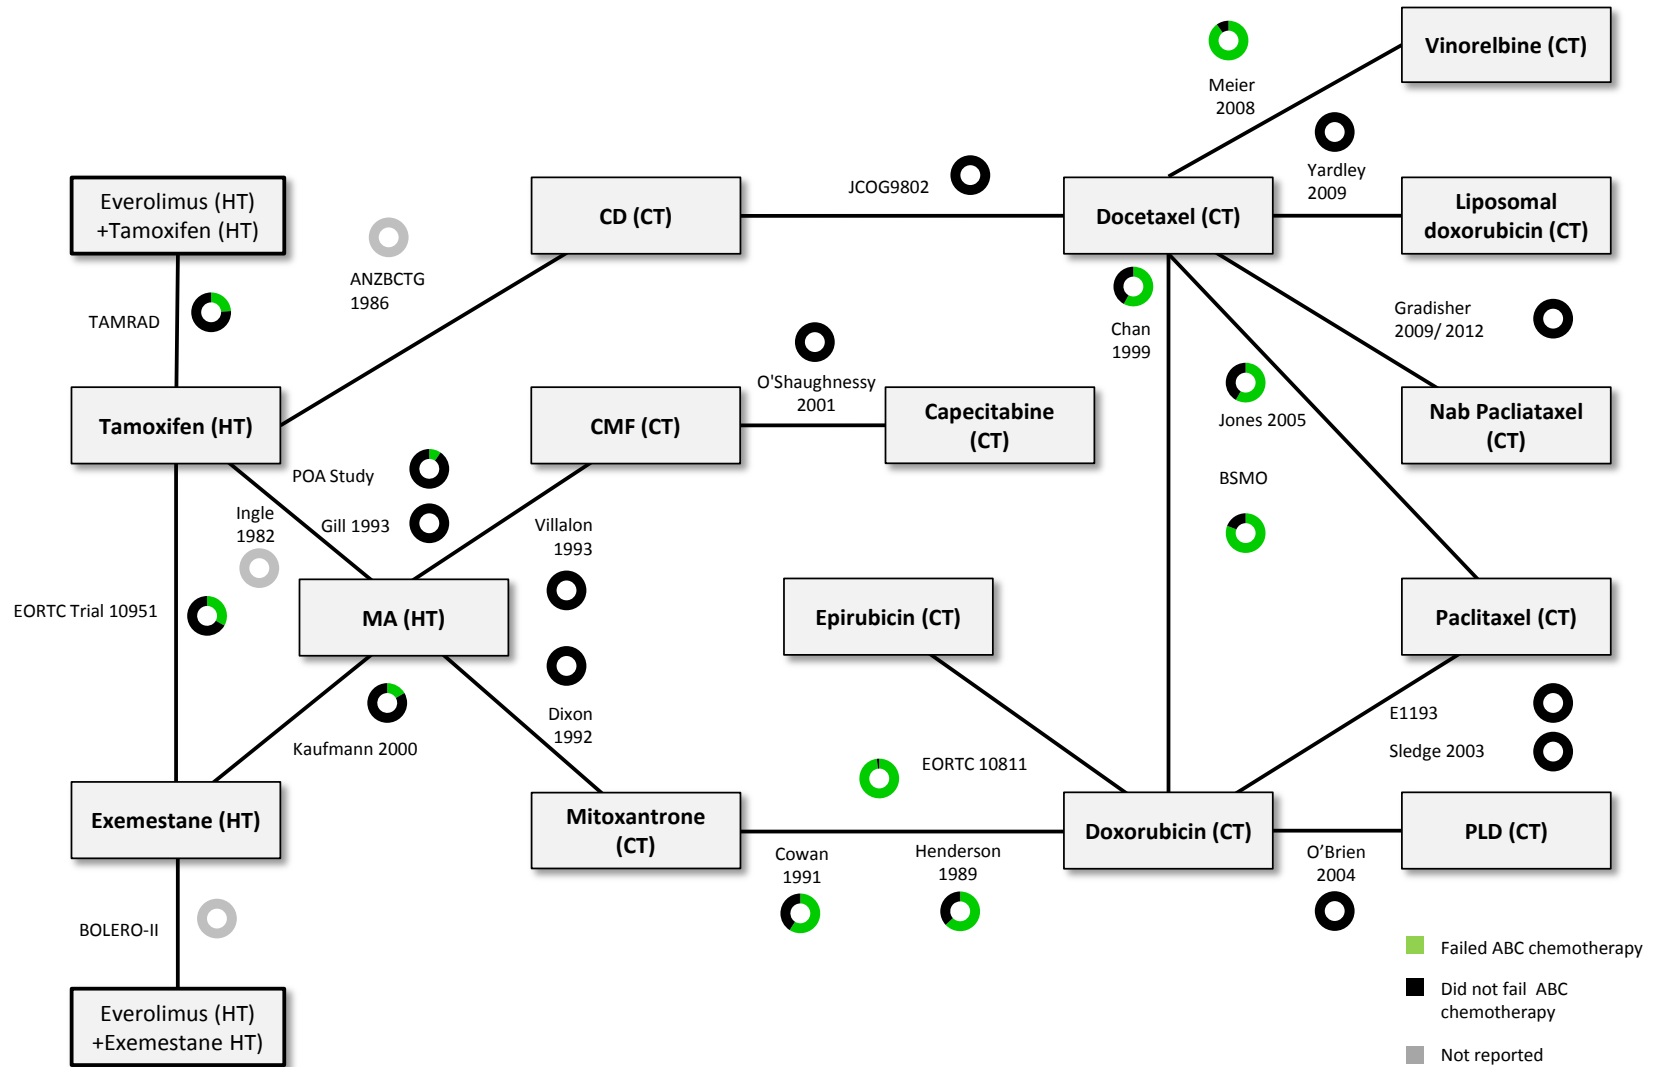 Vinorelbine (CT)
Meier
2008
Yardley
2009
JCOG9802
Everolimus (HT)
+Tamoxifen (HT)
CD (CT)
Docetaxel (CT)
Liposomal
doxorubicin (CT)
ANZBCTG
1986
TAMRAD
Chan
1999
Gradisher
2009/ 2012
O'Shaughnessy
2001
Tamoxifen (HT)
CMF (CT)
Capecitabine
(CT)
Jones 2005
Nab Pacliataxel
(CT)
POA Study
BSMO
Ingle
1982
Gill 1993
Villalon
1993
EORTC Trial 10951
MA (HT)
Epirubicin (CT)
Paclitaxel (CT)
Dixon
1992
E1193
Kaufmann 2000
Sledge 2003
EORTC 10811
Exemestane (HT)
Mitoxantrone
(CT)
Doxorubicin (CT)
PLD (CT)
Cowan
1991
Henderson
1989
O’Brien
2004
BOLERO-II
Failed ABC chemotherapy
Did not fail ABC
chemotherapy
Everolimus (HT)
+Exemestane HT)
Not reported